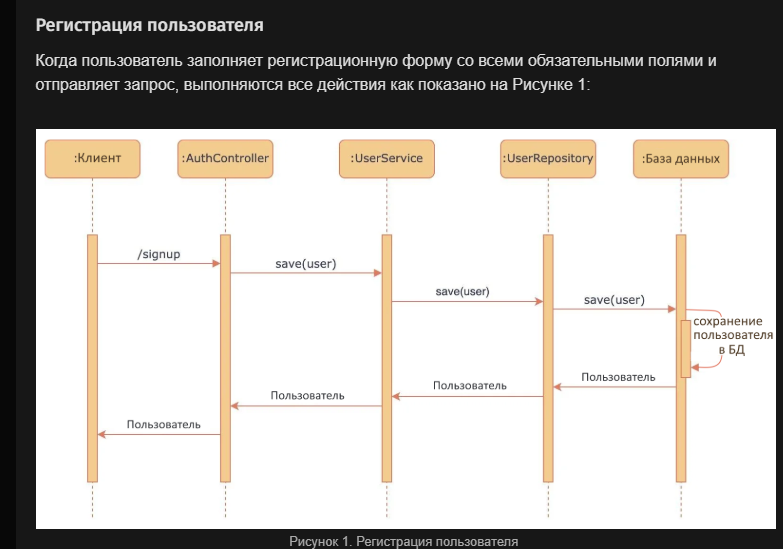 Регистрация пользователя
Когда пользователь заполняет регистрационную форму со всеми обязательными полями и
отправляет запрос, выполняются все действия как показано на Рисунке 1:
:Клиент
:AuthController
:UserService
:UserRepository
:База данных
/signup
save(user)
save(user)
save(user)
сохранение
пользователя
в БД
Пользователь
Пользователь
Пользователь
Пользователь
Рисунок 1. Регистрация пользователя